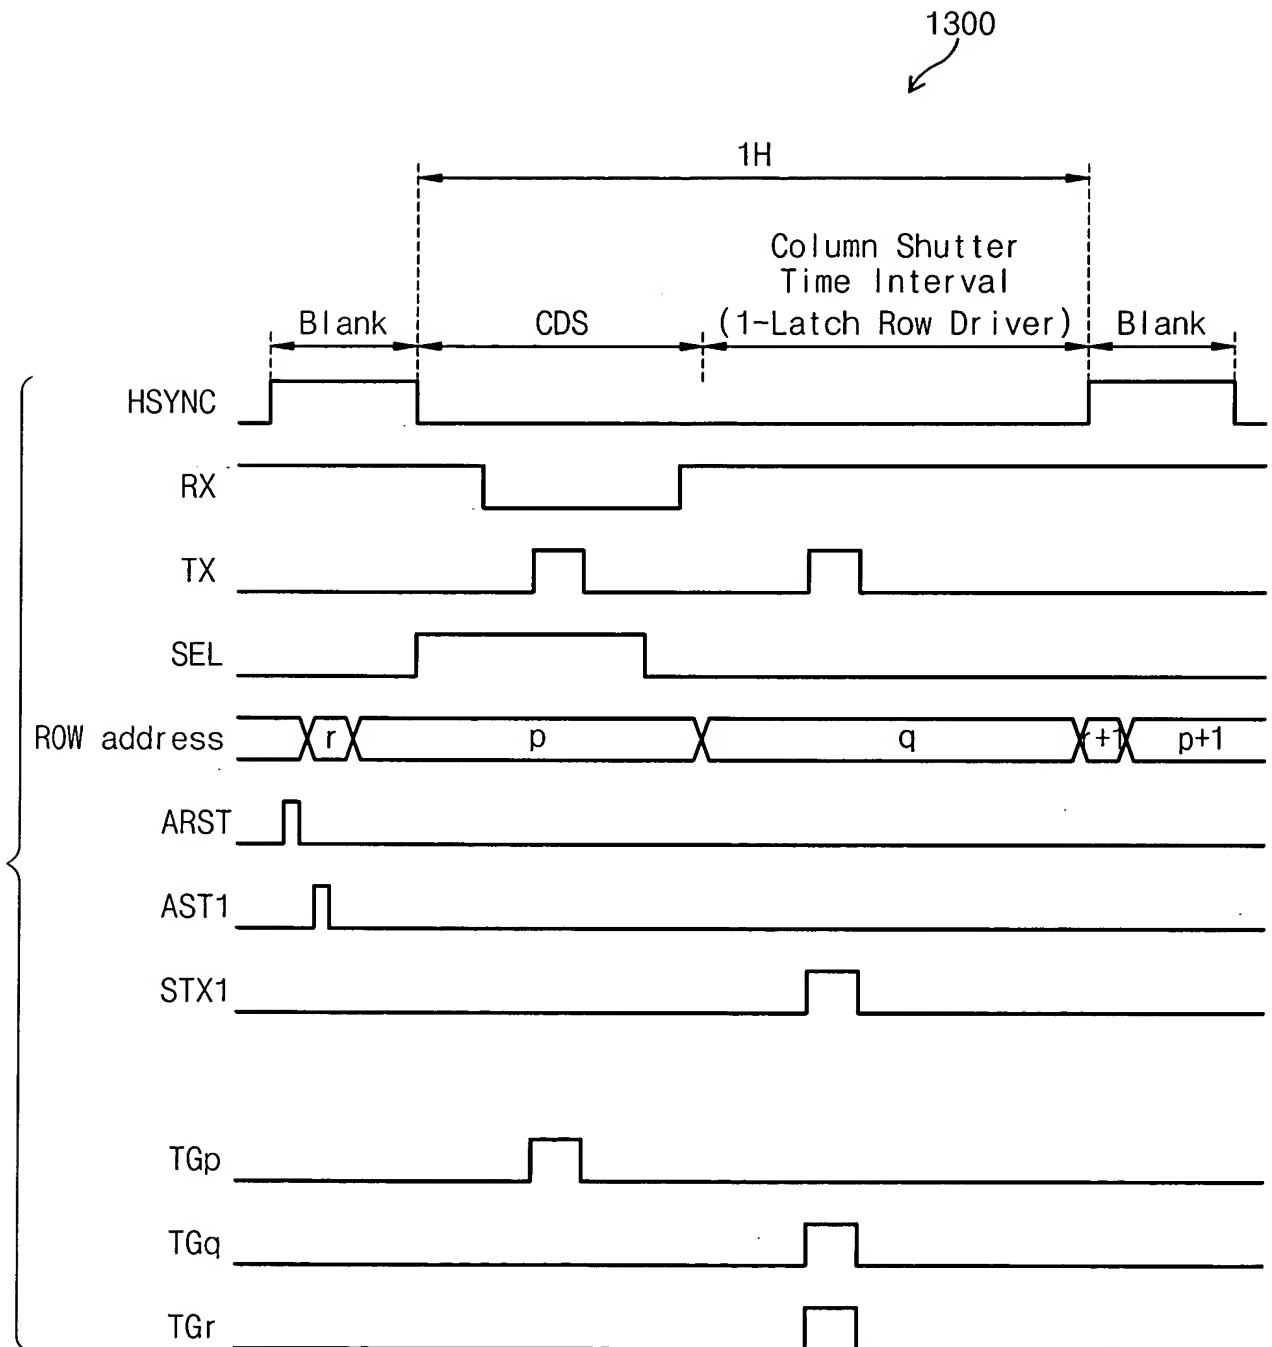 1300
1H
Column Shutter
Time Interval
(1-Latch Row Driver)
Blank
CDS
Blank
HSYNC
RX
TX
SEL
ROW address
r
p
q
r+1
p+1
ARST
AST1
STX1
TGp
TGq
TGr